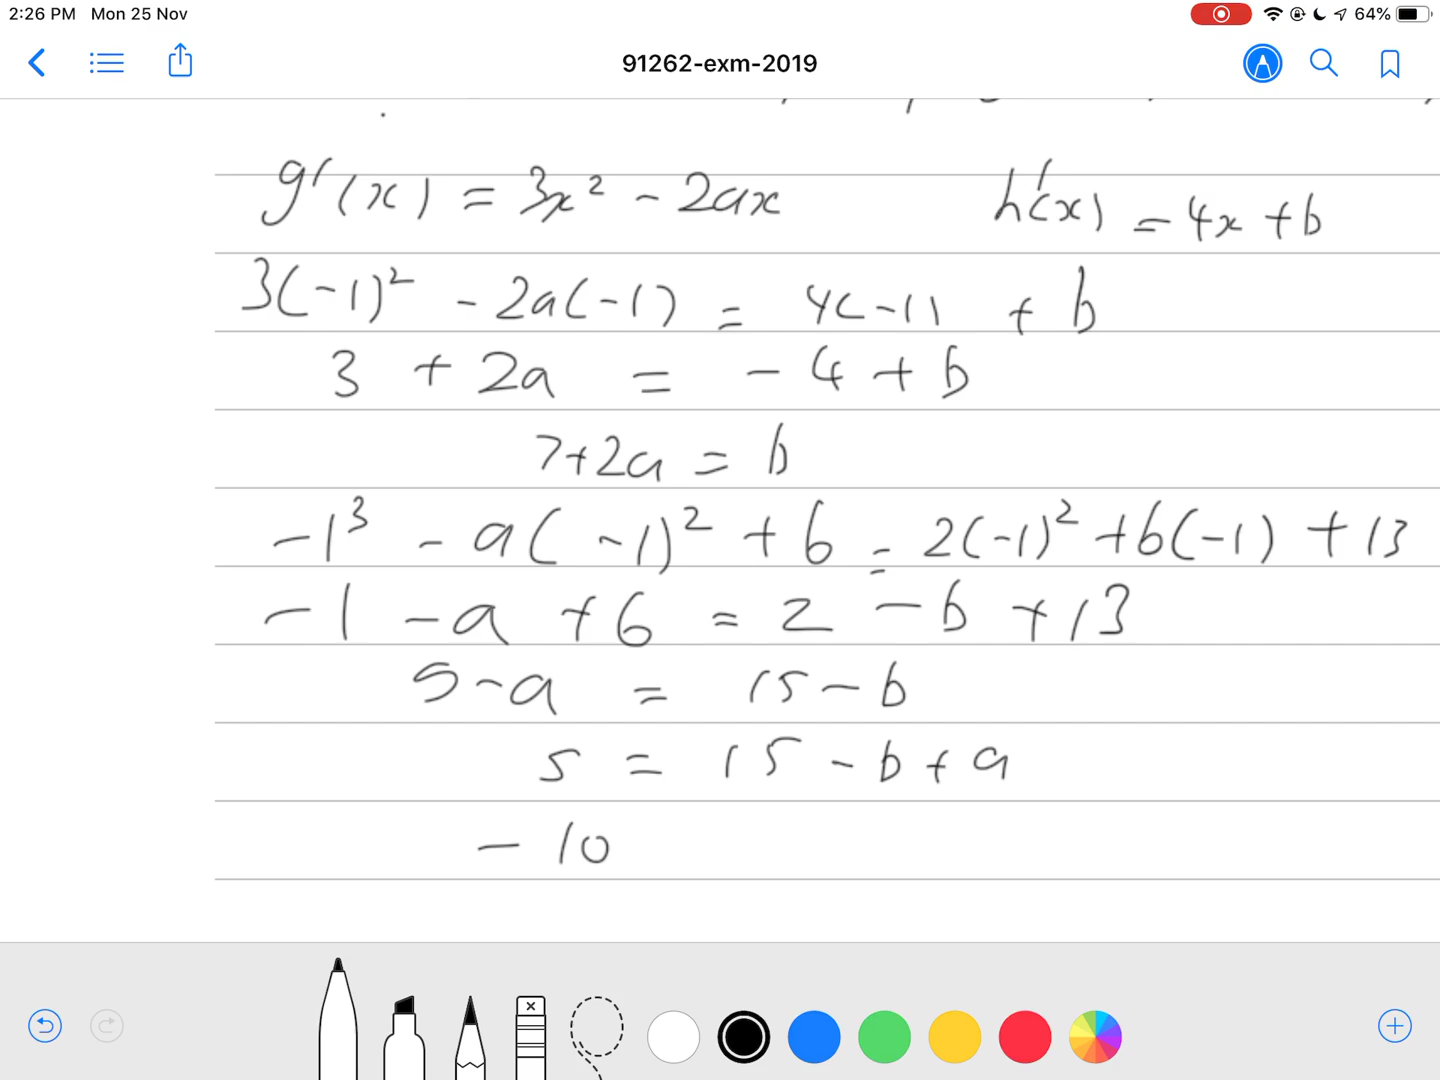 2:26 PM Mon 25 Nov 64%
91262-exm-2019
g'(x) = 3x² - 2ax h'(x) = 4x + b
3(-1)² - 2a(-1) = 4(-1) + b
3 + 2a = -4 + b
7+2a = b
-1³ - a(-1)² + 6 = 2(-1)² + b(-1) + 13
-1 - a + 6 = 2 - b + 13
5-a = 15-b
5 = 15 - b + a
- 10